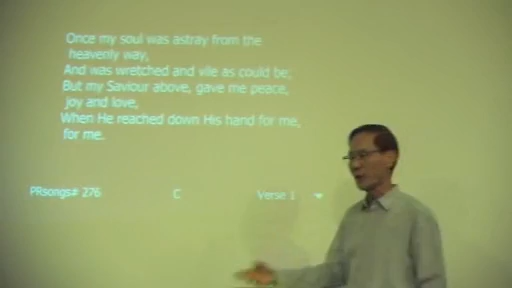 Once my soul was astray from the
heavenly way,
And was wretched and vile as could be,
But my Saviour above, gave me peace,
joy and love,
When He reached down His hand for me,
for me.
PRsongs# 276 C Verse 1